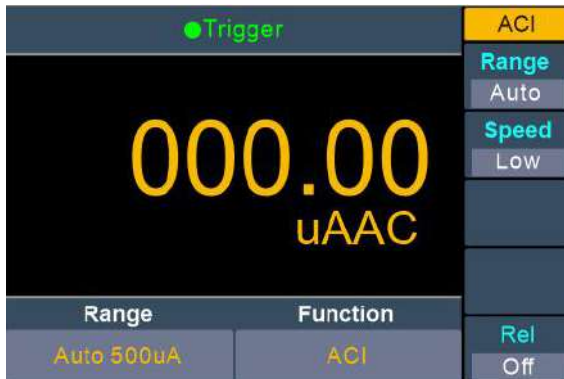 Trigger
000.00
uAAC
Range
Function
Auto 500uA
ACI
ACI
Range
Auto
Speed
Low
Rel
Off